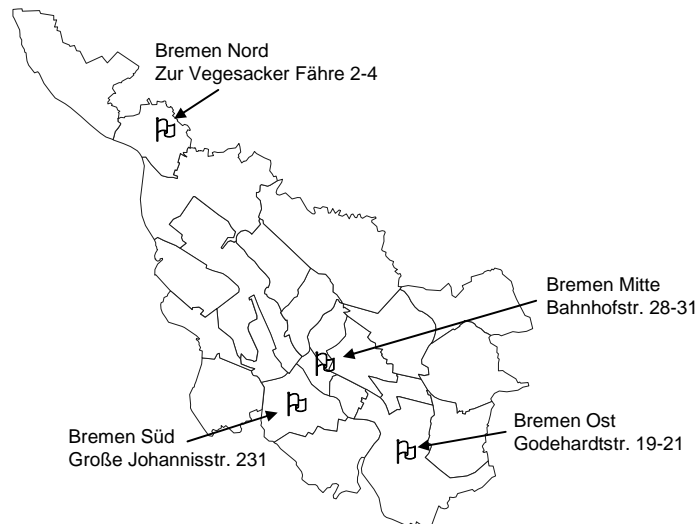 Bremen Nord
Zur Vegesacker Fähre 2-4
Bremen Mitte
Bahnhofstr. 28-31
Bremen Ost
Godehardtstr. 19-21
Bremen Süd
Große Johannisstr. 231